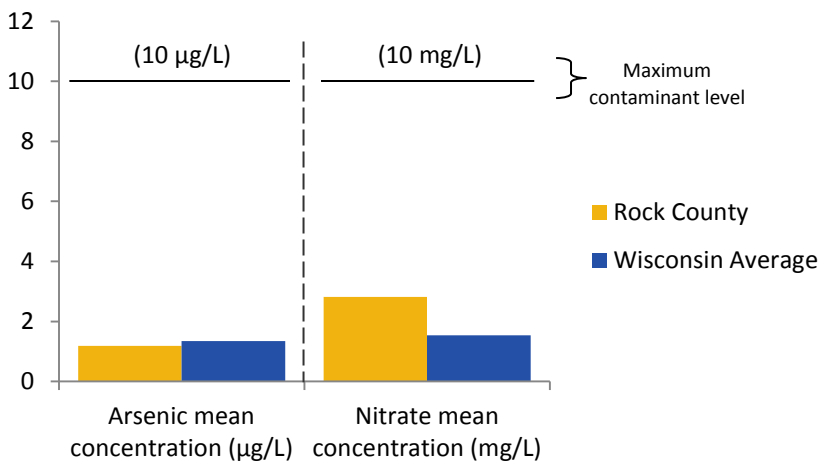 12
10
8
6
4
2
0
(10 µg/L)
(10 mg/L)
Maximum
contaminant level
Rock County
Wisconsin Average
Arsenic mean
concentration (µg/L)
Nitrate mean
concentration (mg/L)